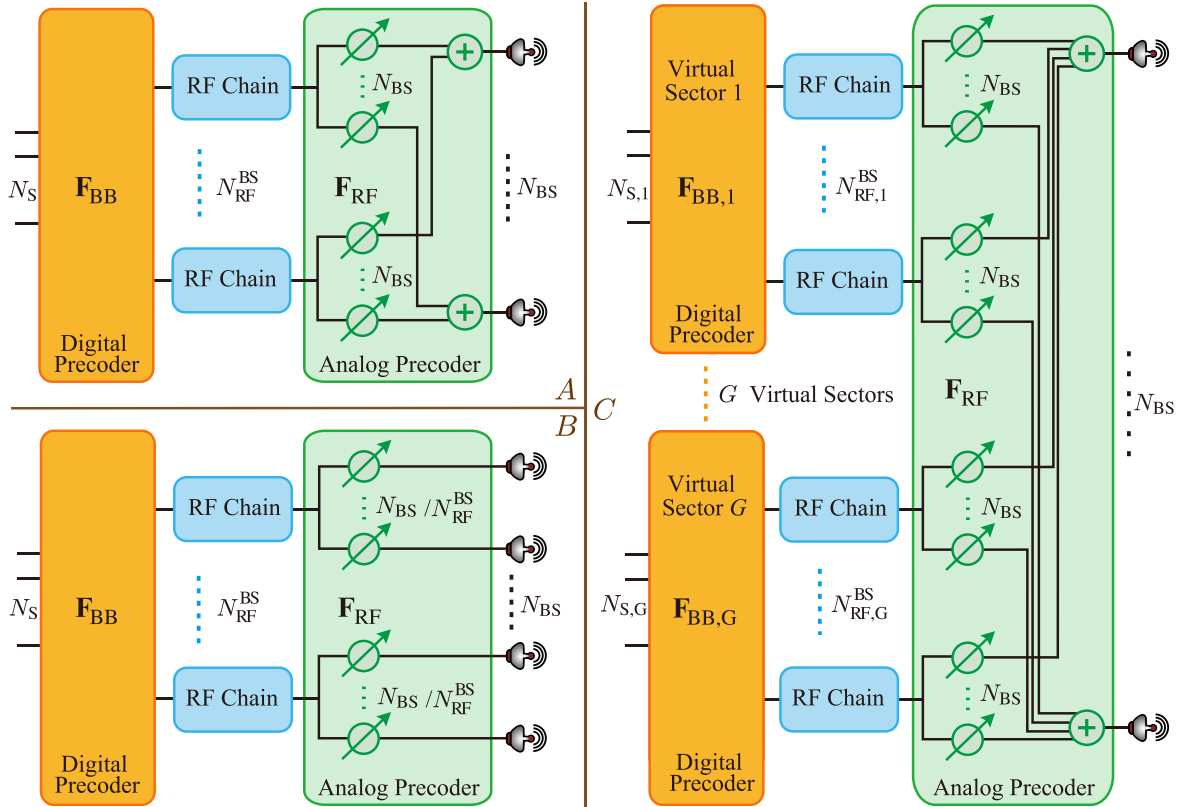 RF Chain
N_BS
N_S
F_BB
N_RF^BS
F_RF
N_BS
RF Chain
N_BS
Digital
Precoder
Analog Precoder
A
B
C
RF Chain
N_BS /N_RF^BS
N_S
F_BB
N_RF^BS
F_RF
N_BS
RF Chain
N_BS /N_RF^BS
Digital
Precoder
Analog Precoder
Virtual
Sector 1
RF Chain
N_BS
N_S,1
F_BB,1
N_RF,1^BS
RF Chain
N_BS
Digital
Precoder
G Virtual Sectors
F_RF
N_BS
Virtual
Sector G
RF Chain
N_BS
N_S,G
F_BB,G
N_RF,G^BS
RF Chain
N_BS
Digital
Precoder
Analog Precoder